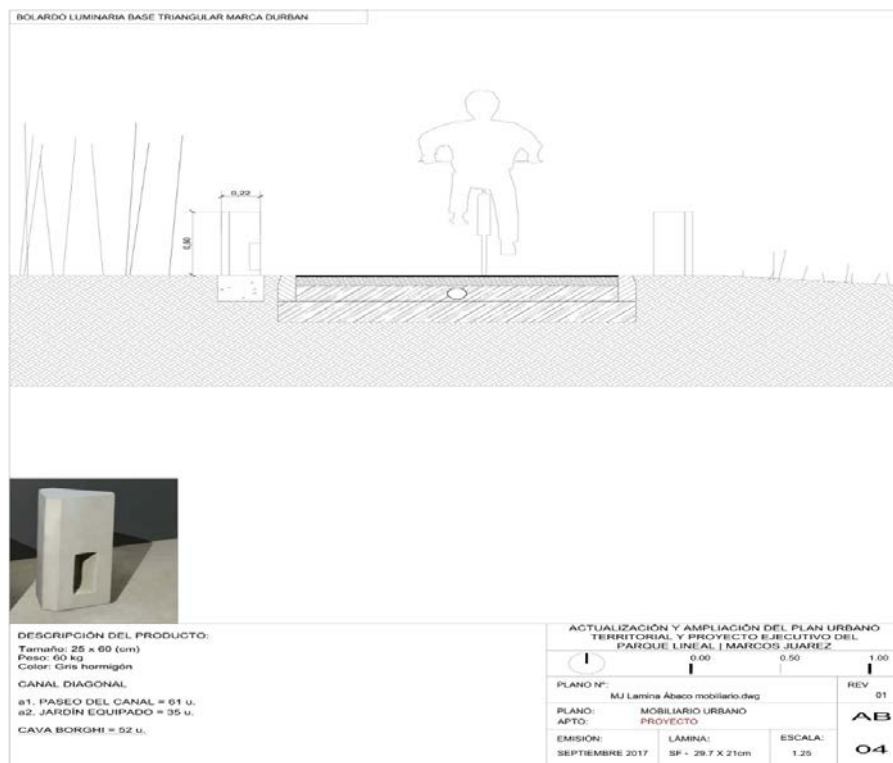 BOLARDO LUMINARIA BASE TRIANGULAR MARCA DURBAN
0,22
0,60
DESCRIPCIÓN DEL PRODUCTO:
Tamaño: 25 x 60 (cm)
Peso: 60 kg
Color: Gris hormigón
CANAL DIAGONAL
a1. PASEO DEL CANAL = 61 u.
a2. JARDÍN EQUIPADO = 35 u.
CAVA BORGHI = 52 u.
ACTUALIZACIÓN Y AMPLIACIÓN DEL PLAN URBANO
TERRITORIAL Y PROYECTO EJECUTIVO DEL
PARQUE LINEAL | MARCOS JUAREZ
0.00 0.50 1.00
PLANO Nº: REV
MJ Lamina Ábaco mobiliario.dwg 01
PLANO: MOBILIARIO URBANO
APTO: PROYECTO
AB
EMISIÓN: LÁMINA: ESCALA:
SEPTIEMBRE 2017 SF - 29.7 X 21cm 1.25
04